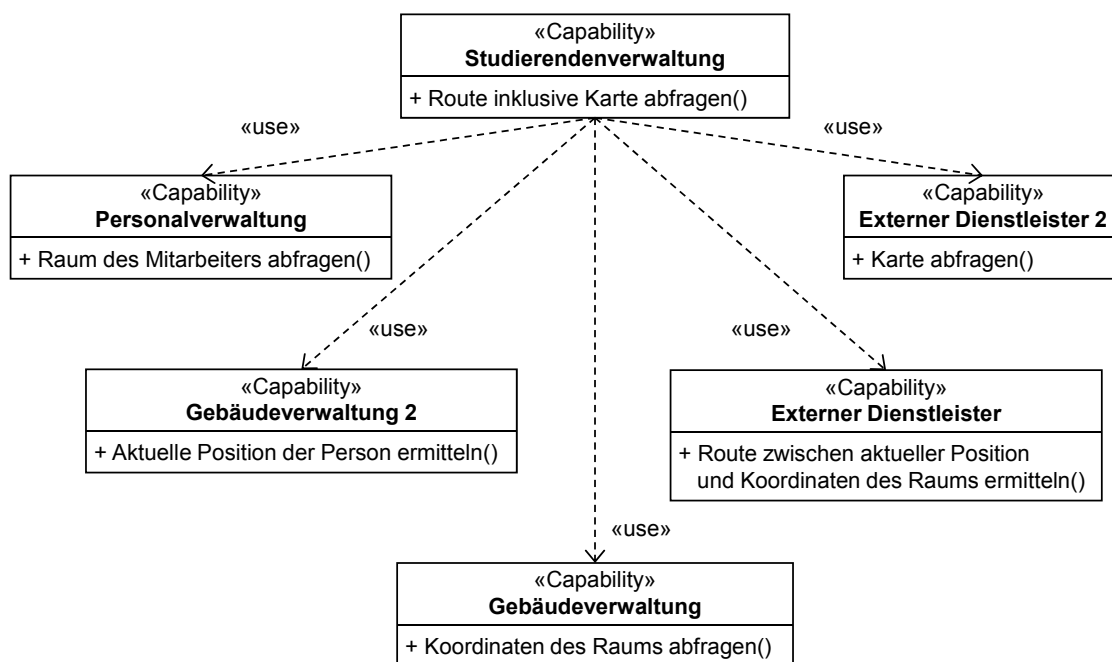 «Capability»
Studierendenverwaltung
+ Route inklusive Karte abfragen()
«use»
«use»
«Capability»
Personalverwaltung
+ Raum des Mitarbeiters abfragen()
«Capability»
Externer Dienstleister 2
+ Karte abfragen()
«use»
«use»
«Capability»
Gebäudeverwaltung 2
+ Aktuelle Position der Person ermitteln()
«Capability»
Externer Dienstleister
+ Route zwischen aktueller Position
und Koordinaten des Raums ermitteln()
«use»
«Capability»
Gebäudeverwaltung
+ Koordinaten des Raums abfragen()